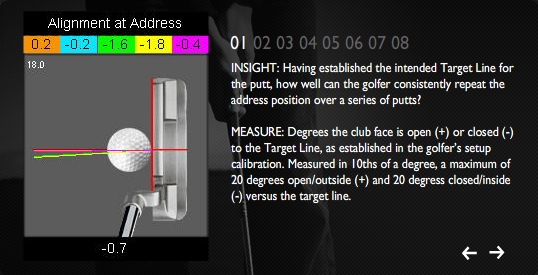 Alignment at Address
0.2 -0.2 -1.6 -1.8 -0.4
18.0
-0.7
01 02 03 04 05 06 07 08
INSIGHT: Having established the intended Target Line for
the putt, how well can the golfer consistently repeat the
address position over a series of putts?
MEASURE: Degrees the club face is open (+) or closed (-)
to the Target Line, as established in the golfer's setup
calibration. Measured in 10ths of a degree, a maximum of
20 degrees open/outside (+) and 20 degress closed/inside
(-) versus the target line.